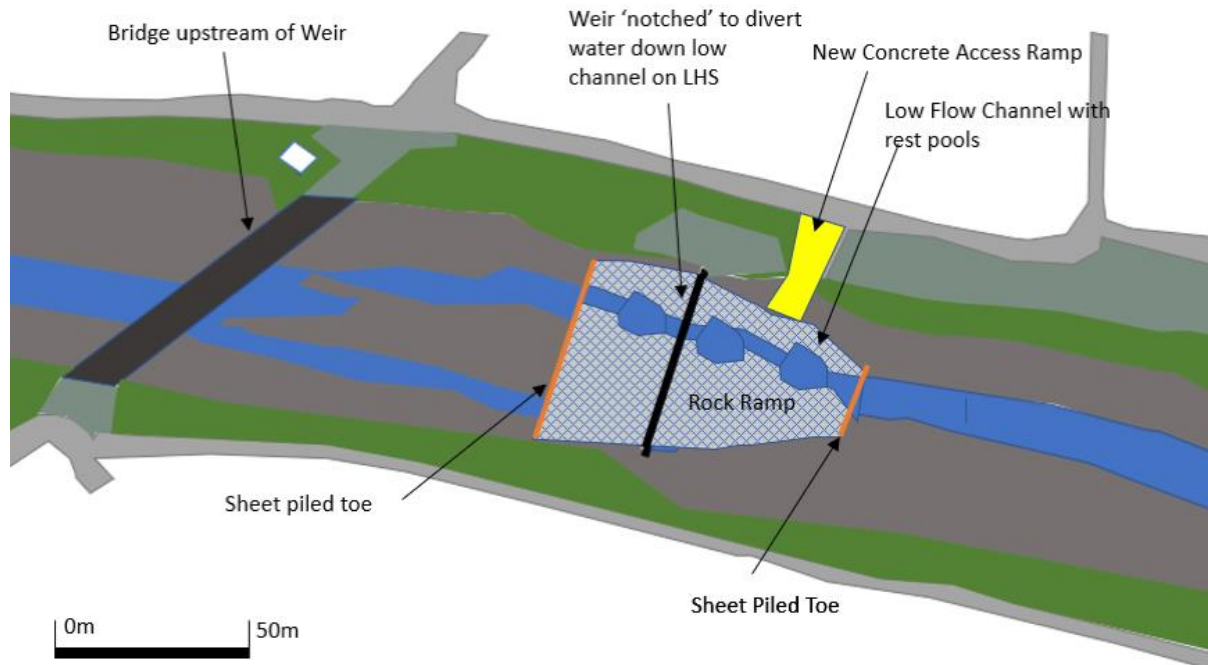 Bridge upstream of Weir
Weir ‘notched’ to divert
water down low
channel on LHS
New Concrete Access Ramp
Low Flow Channel with
rest pools
Rock Ramp
Sheet piled toe
Sheet Piled Toe
0m
50m